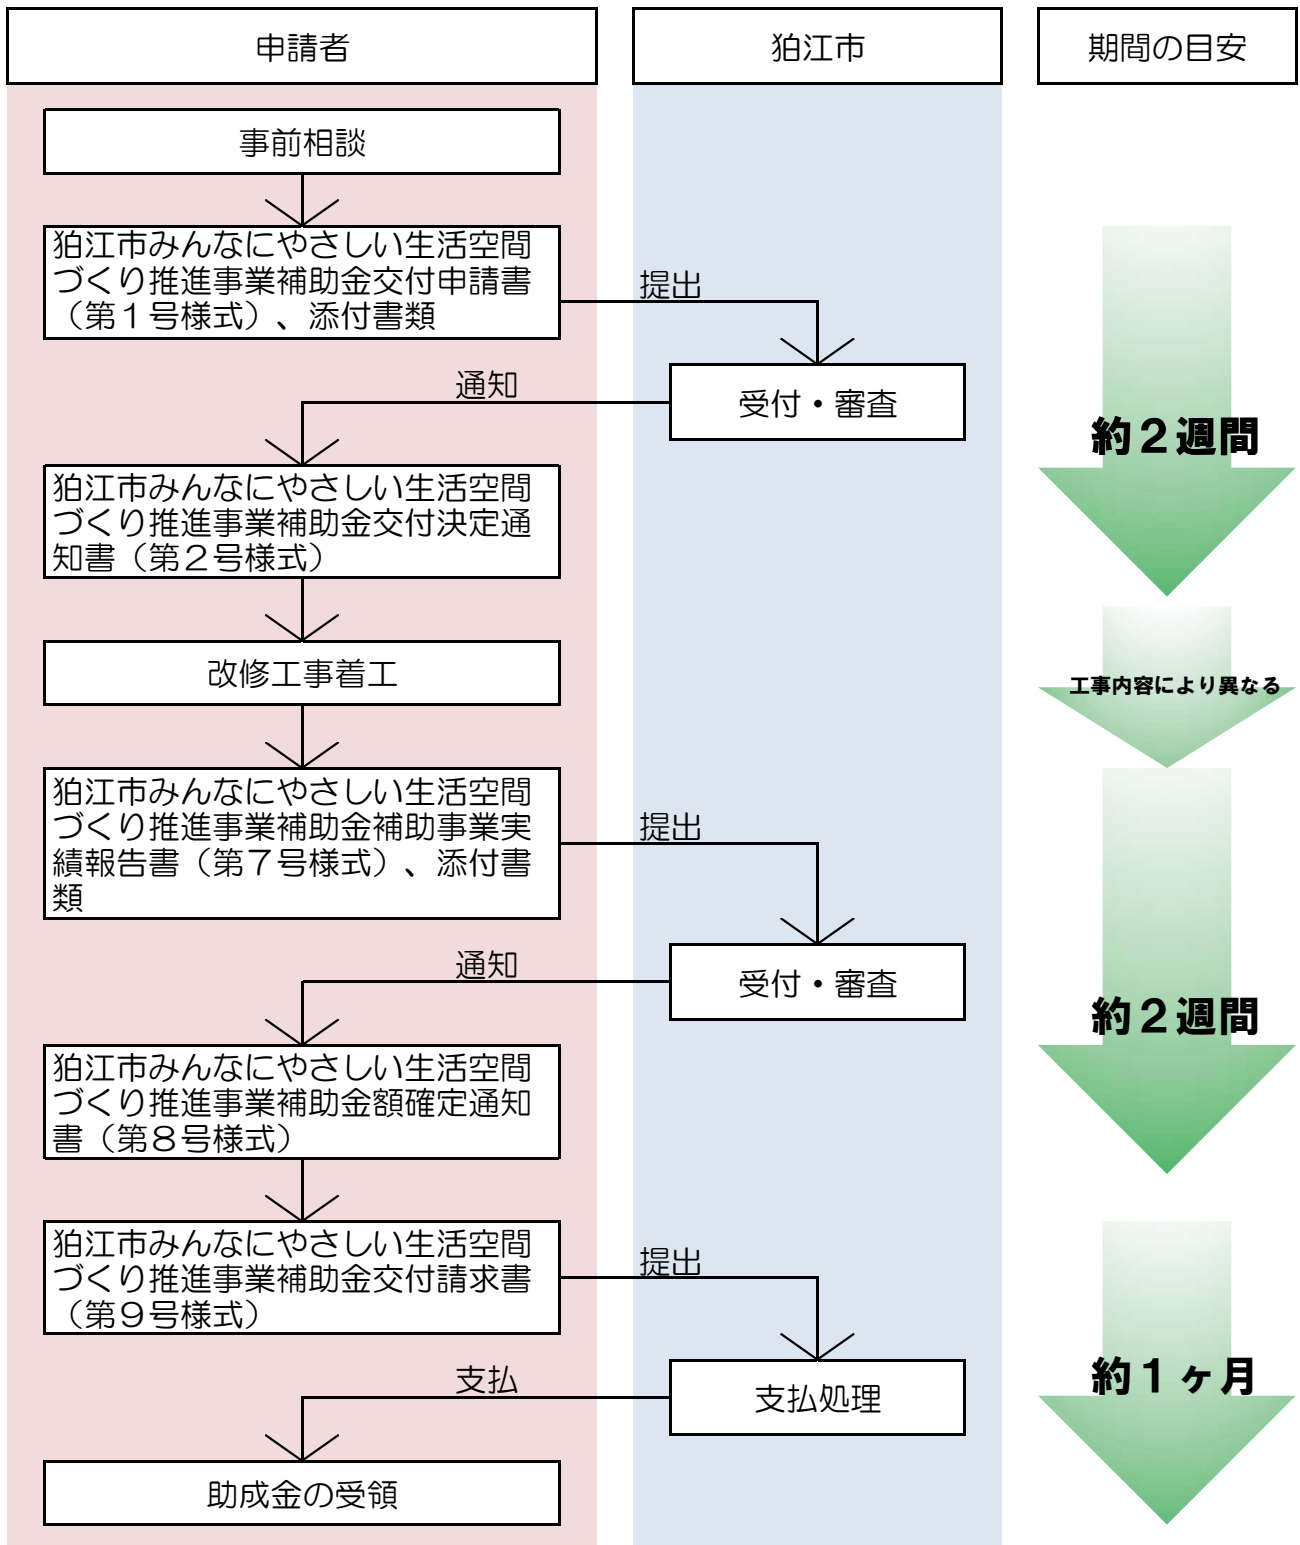 申請者
狛江市
期間の目安
事前相談
狛江市みんなにやさしい生活空間
づくり推進事業補助金交付申請書
（第１号様式）、添付書類
提出
受付・審査
通知
約２週間
狛江市みんなにやさしい生活空間
づくり推進事業補助金交付決定通
知書（第２号様式）
改修工事着工
工事内容により異なる
狛江市みんなにやさしい生活空間
づくり推進事業補助金補助事業実
績報告書（第７号様式）、添付書
類
提出
受付・審査
通知
約２週間
狛江市みんなにやさしい生活空間
づくり推進事業補助金額確定通知
書（第８号様式）
狛江市みんなにやさしい生活空間
づくり推進事業補助金交付請求書
（第９号様式）
提出
支払処理
支払
約１ヶ月
助成金の受領